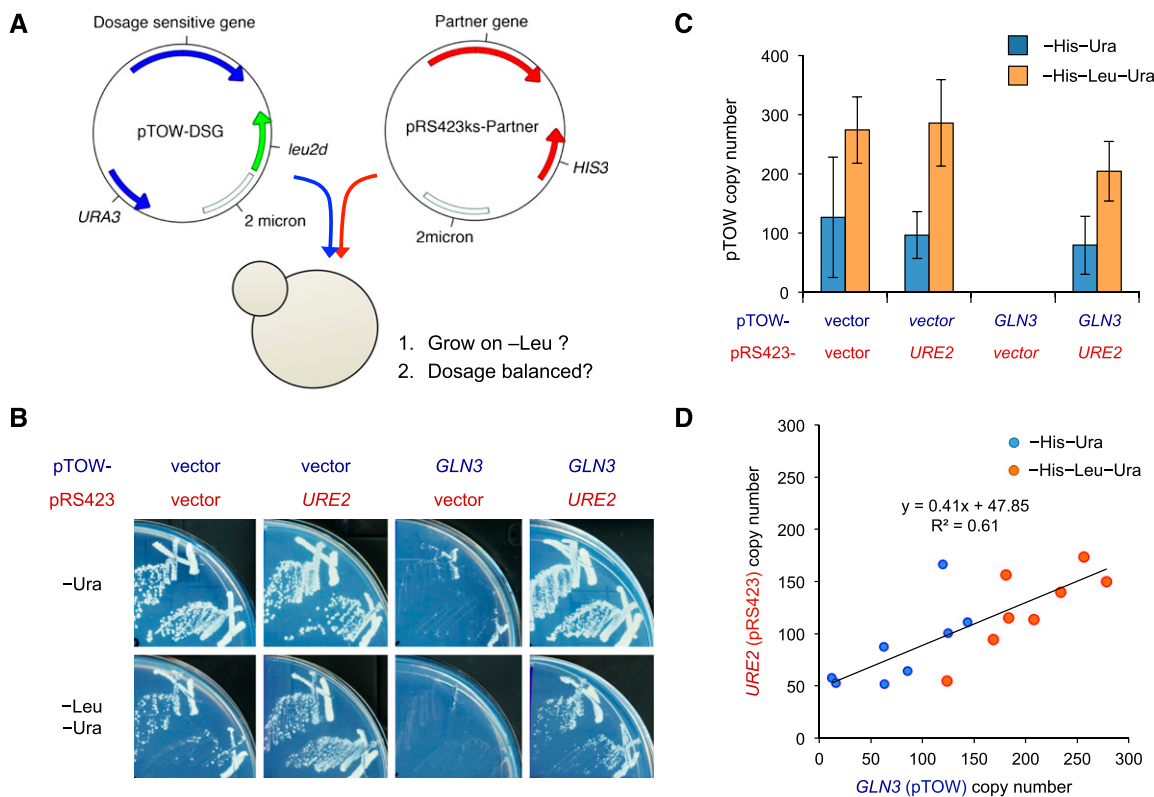 A
Dosage sensitive gene
Partner gene
pTOW-DSG
pRS423ks-Partner
leu2d
HIS3
URA3
2 micron
2micron
1. Grow on –Leu ?
2. Dosage balanced?
B
pTOW- vector vector GLN3 GLN3
pRS423 vector URE2 vector URE2
–Ura
–Leu
–Ura
C
–His–Ura
–His–Leu–Ura
pTOW copy number
400
300
200
100
0
pTOW- vector vector GLN3 GLN3
pRS423- vector URE2 vector URE2
D
–His–Ura
–His–Leu–Ura
y = 0.41x + 47.85
R² = 0.61
URE2 (pRS423) copy number
300
250
200
150
100
50
0
0 50 100 150 200 250 300
GLN3 (pTOW) copy number